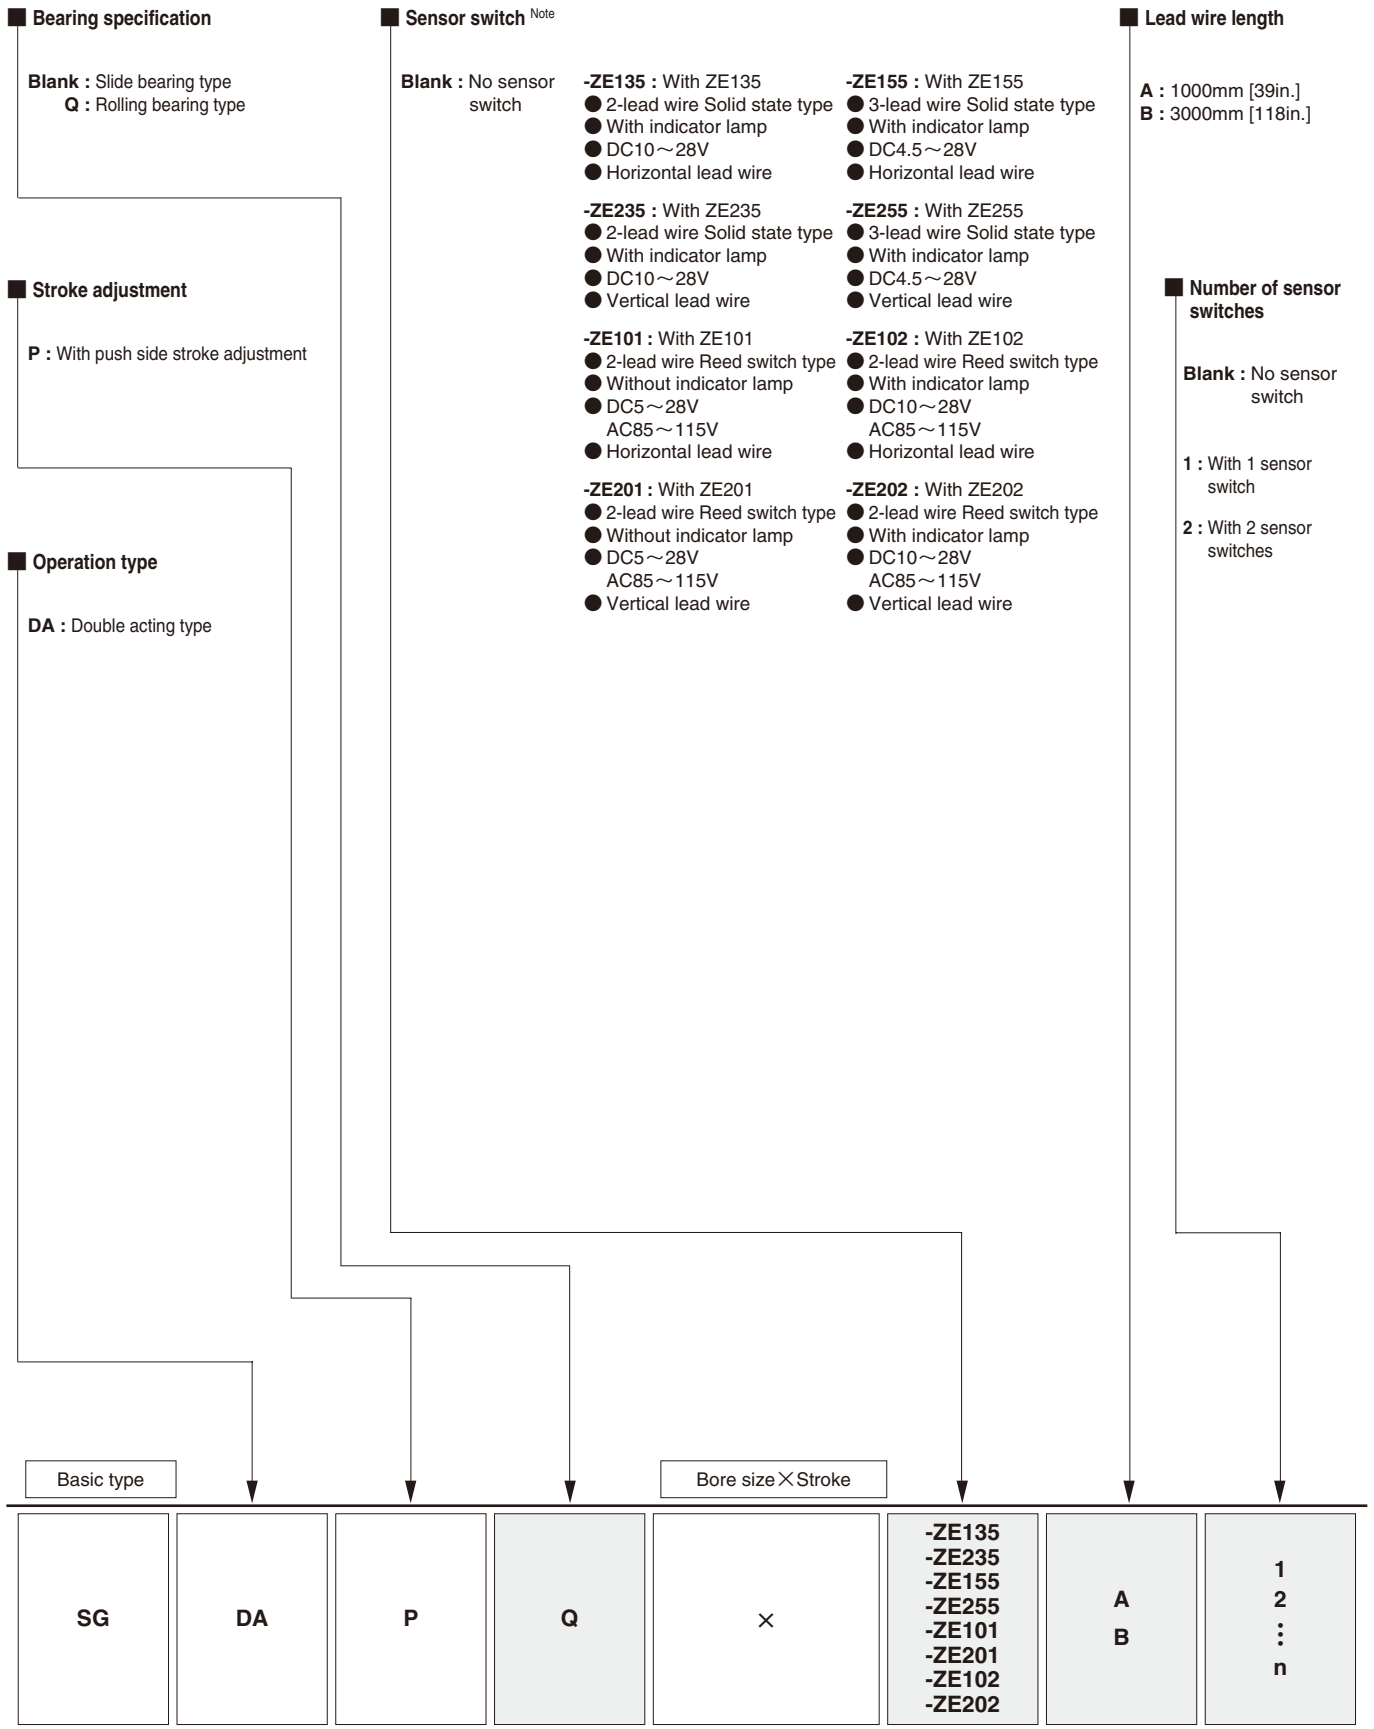 ■ Bearing specification
Blank : Slide bearing type
Q : Rolling bearing type
■ Stroke adjustment
P : With push side stroke adjustment
■ Operation type
DA : Double acting type
■ Sensor switch Note
Blank : No sensor
switch
-ZE135 : With ZE135
● 2-lead wire Solid state type
● With indicator lamp
● DC10～28V
● Horizontal lead wire
-ZE235 : With ZE235
● 2-lead wire Solid state type
● With indicator lamp
● DC10～28V
● Vertical lead wire
-ZE101 : With ZE101
● 2-lead wire Reed switch type
● Without indicator lamp
● DC5～28V
AC85～115V
● Horizontal lead wire
-ZE201 : With ZE201
● 2-lead wire Reed switch type
● Without indicator lamp
● DC5～28V
AC85～115V
● Vertical lead wire
-ZE155 : With ZE155
● 3-lead wire Solid state type
● With indicator lamp
● DC4.5～28V
● Horizontal lead wire
-ZE255 : With ZE255
● 3-lead wire Solid state type
● With indicator lamp
● DC4.5～28V
● Vertical lead wire
-ZE102 : With ZE102
● 2-lead wire Reed switch type
● With indicator lamp
● DC10～28V
AC85～115V
● Horizontal lead wire
-ZE202 : With ZE202
● 2-lead wire Reed switch type
● With indicator lamp
● DC10～28V
AC85～115V
● Vertical lead wire
■ Lead wire length
A : 1000mm [39in.]
B : 3000mm [118in.]
■ Number of sensor
switches
Blank : No sensor
switch
1 : With 1 sensor
switch
2 : With 2 sensor
switches
Basic type
Bore size×Stroke
SG
DA
P
Q
×
-ZE135
-ZE235
-ZE155
-ZE255
-ZE101
-ZE201
-ZE102
-ZE202
A
B
1
2
⋮
n